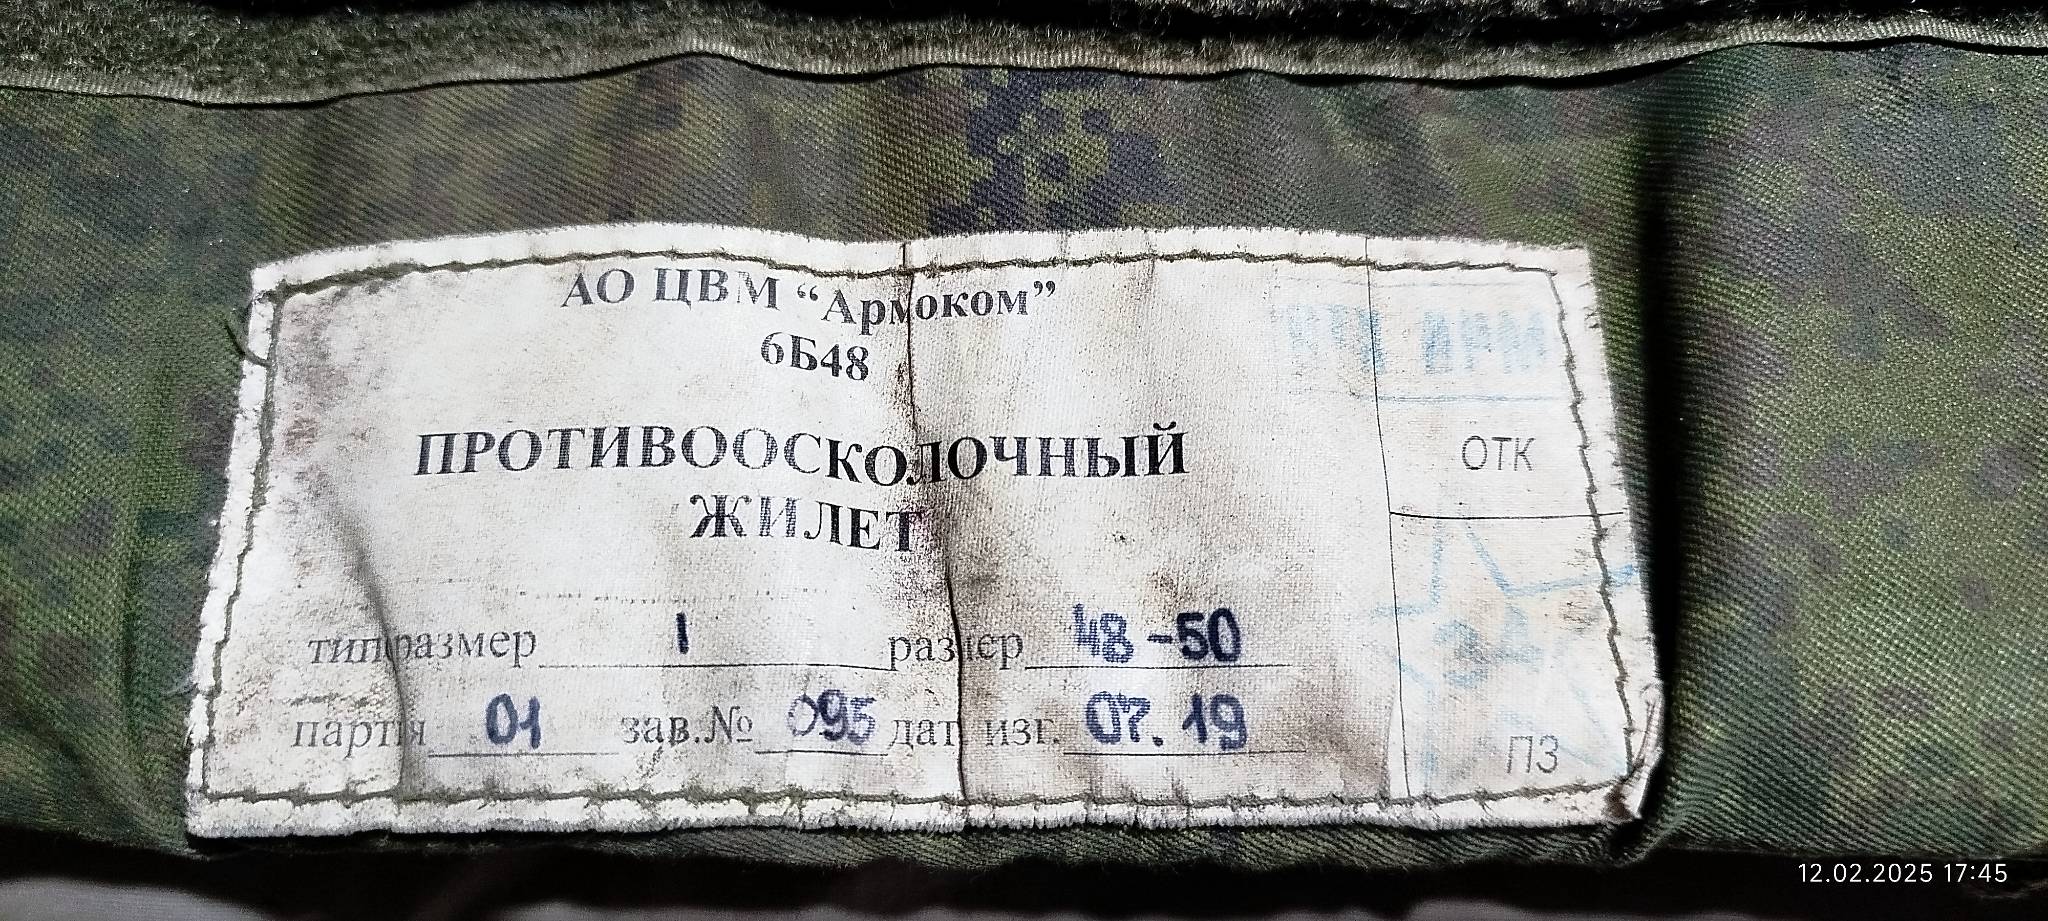 АО ЦВМ “Армоком”
6Б48
ПРОТИВООСКОЛОЧНЫЙ
ЖИЛЕТ
типоразмер 1 размер 48-50
партия 01 зав.№ 095 дата изг. 07.19
ОТК
ПЗ
12.02.2025 17:45